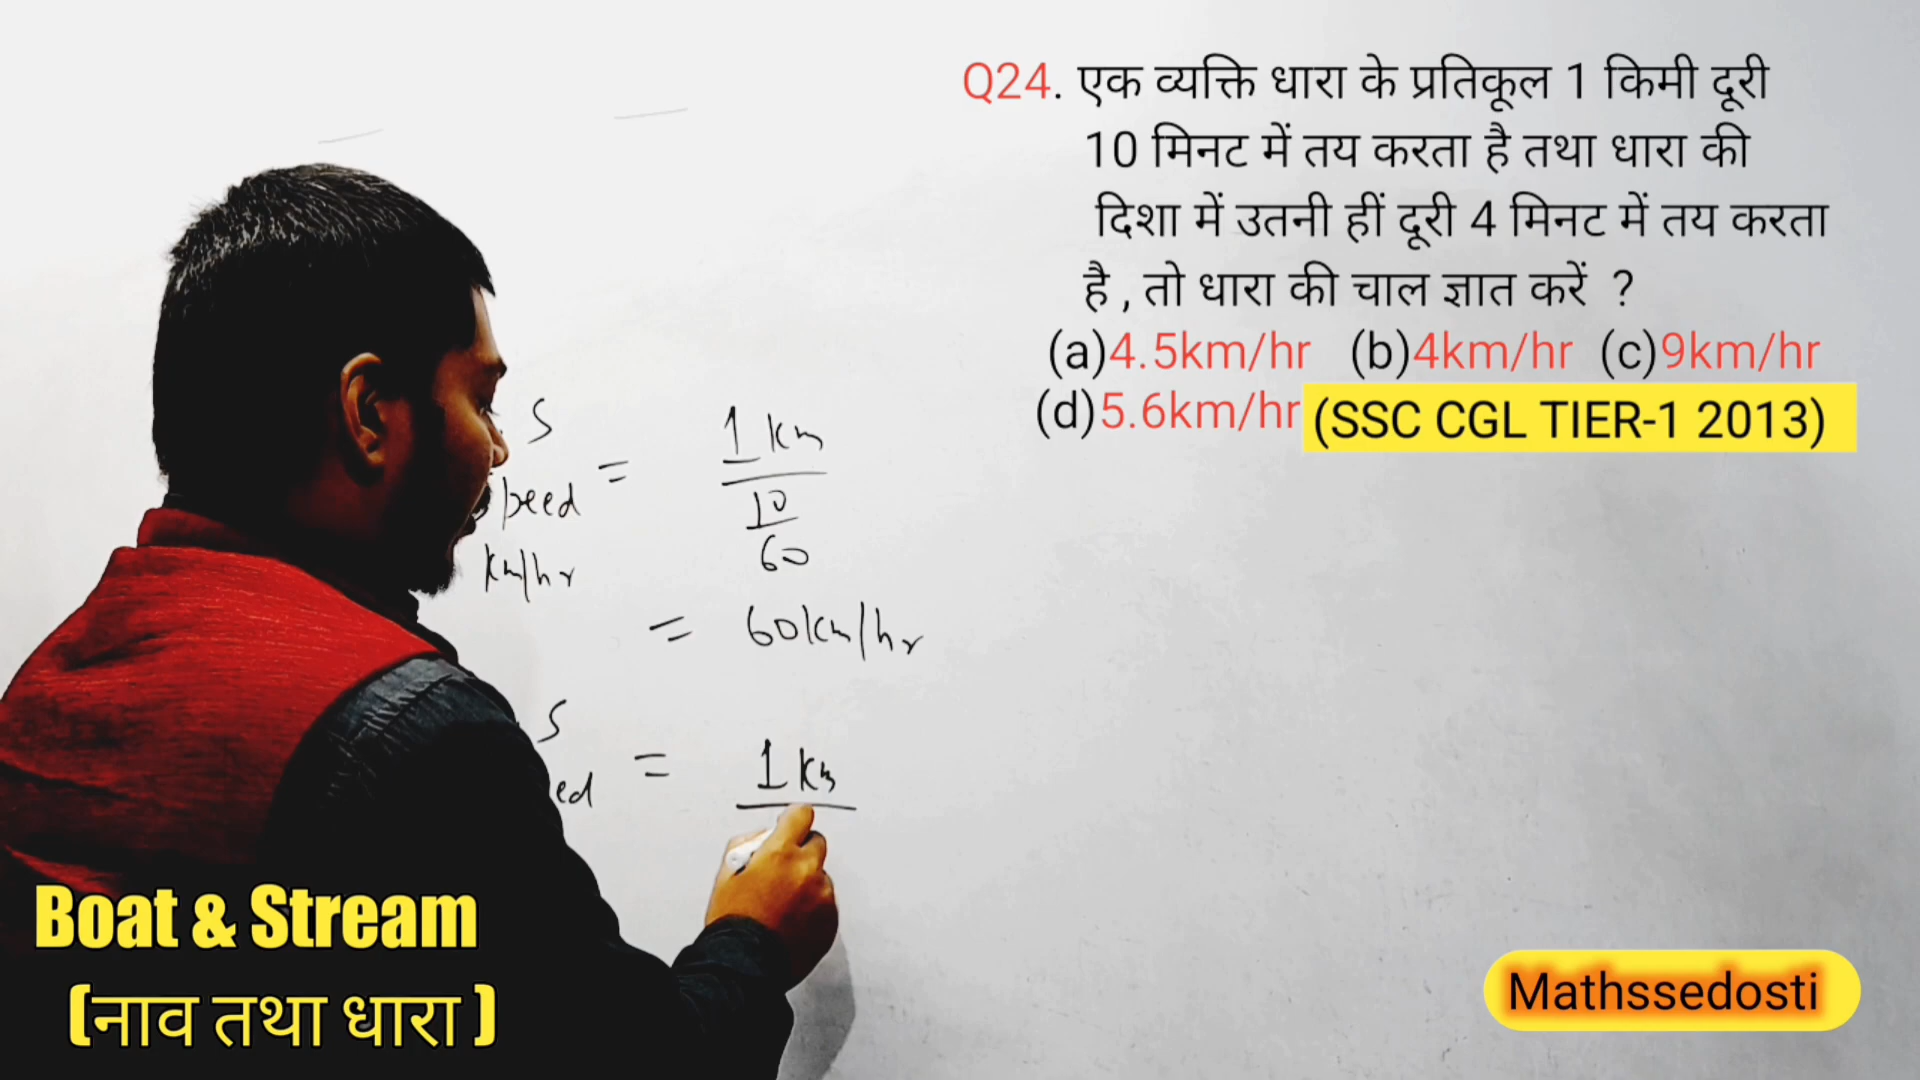 Q24. एक व्यक्ति धारा के प्रतिकूल 1 किमी दूरी
10 मिनट में तय करता है तथा धारा की
दिशा में उतनी हीं दूरी 4 मिनट में तय करता
है , तो धारा की चाल ज्ञात करें ?
(a)4.5km/hr (b)4km/hr (c)9km/hr
(d)5.6km/hr (SSC CGL TIER-1 2013)
S
peed = 1 km
10
60
km/hr
= 60km/hr
S
ed = 1 km
Boat & Stream
(नाव तथा धारा)
Mathssedosti